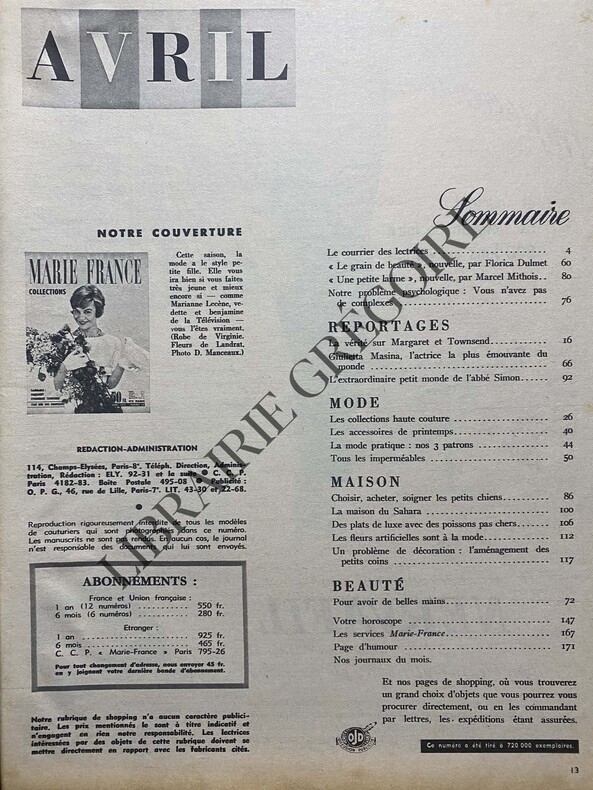 AVRIL
NOTRE COUVERTURE
MARIE FRANCE
COLLECTIONS
50
Cette saison, la
mode a le style pe-
tite fille. Elle vous
ira bien si vous faites
très jeune et mieux
encore si — comme
Marianne Lecène, ve-
dette et benjamine
de la Télévision —
vous l'êtes vraiment.
(Robe de Virginie.
Fleurs de Landrat.
Photo D. Manceaux.)
REDACTION-ADMINISTRATION
114, Champs-Elysées, Paris-8e. Téléph. Direction, Adminis-
tration, Rédaction : ELY. 92-31 et la suite - C. C. P.
Paris 4182-83. Boîte Postale 495-08 Publicité :
O. P. G., 46, rue de Lille, Paris-7e. LIT. 43-30 et 22-68.
Reproduction rigoureusement interdite de tous les modèles
de couturiers qui sont photographiés dans ce numéro.
Les manuscrits ne sont pas rendus. En aucun cas, le journal
n'est responsable des documents qui lui sont envoyés.
ABONNEMENTS :
France et Union française :
1 an (12 numéros) ........... 550 fr.
6 mois (6 numéros) .......... 280 fr.
Etranger :
1 an ........................ 925 fr.
6 mois ...................... 465 fr.
C. C. P. « Marie-France » Paris 795-26
Pour tout changement d'adresse, nous envoyer 45 fr.
en y joignant votre dernière bande d'abonnement.
Notre rubrique de shopping n'a aucun caractère publici-
taire. Les prix mentionnés le sont à titre indicatif et
n'engagent en rien notre responsabilité. Les lectrices
intéressées par des objets de cette rubrique doivent se
mettre directement en rapport avec les fabricants cités.
Sommaire
Le courrier des lectrices ........................ 4
« Le grain de beauté », nouvelle, par Florica Dulmet 60
« Une petite larme », nouvelle, par Marcel Mithois.. 80
Notre problème psychologique : Vous n'avez pas
de complexes ........................ 76
REPORTAGES
La vérité sur Margaret et Townsend............... 16
Giulietta Masina, l'actrice la plus émouvante du
monde ........................ 66
L'extraordinaire petit monde de l'abbé Simon...... 92
MODE
Les collections haute couture ..................... 26
Les accessoires de printemps...................... 40
La mode pratique : nos 3 patrons ................. 44
Tous les imperméables ........................ 50
MAISON
Choisir, acheter, soigner les petits chiens......... 86
La maison du Sahara ........................ 100
Des plats de luxe avec des poissons pas chers...... 106
Les fleurs artificielles sont à la mode............. 112
Un problème de décoration : l'aménagement des
petits coins ........................ 117
BEAUTÉ
Pour avoir de belles mains........................ 72
Votre horoscope ........................ 147
Les services Marie-France........................ 167
Page d'humour ........................ 171
Nos journaux du mois.
Et nos pages de shopping, où vous trouverez
un grand choix d'objets que vous pourrez vous
procurer directement, ou en les commandant
par lettres, les expéditions étant assurées.
OJD
Ce numéro a été tiré à 720 000 exemplaires.
13
LIBRAIRIE GRÉGOIRE